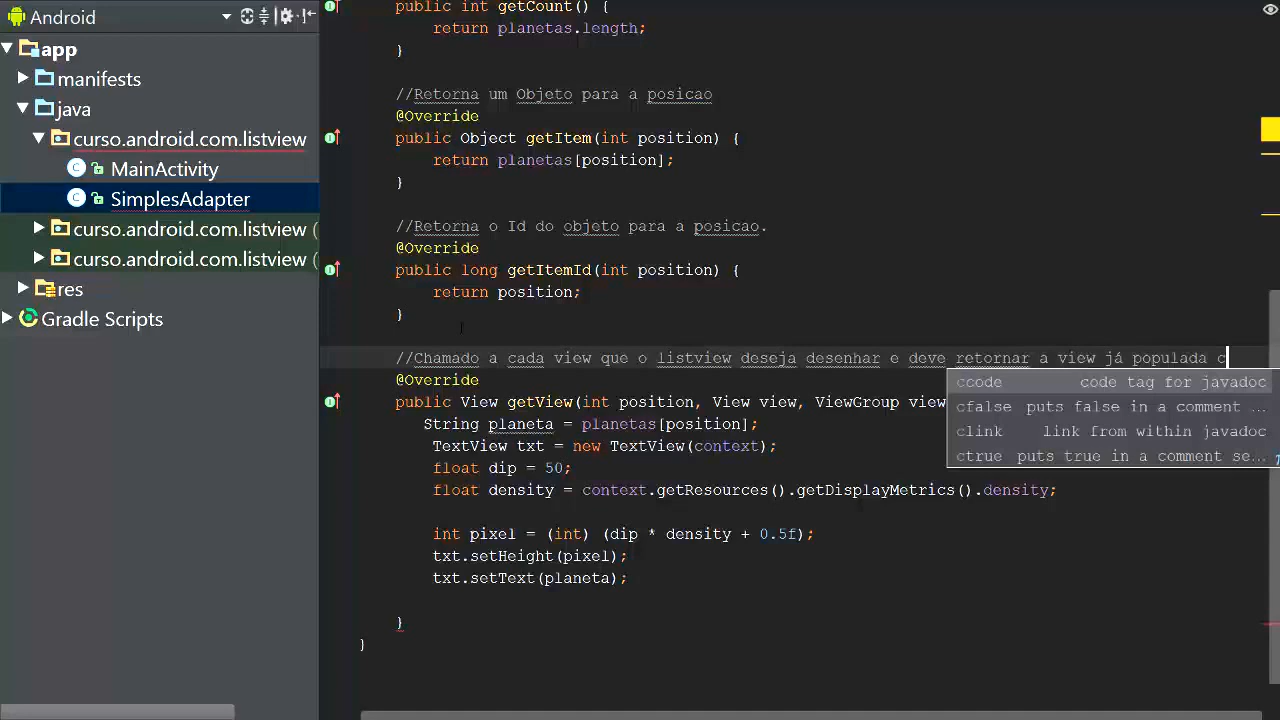 Android
app
manifests
java
curso.android.com.listview
MainActivity
SimplesAdapter
curso.android.com.listview (
curso.android.com.listview (
res
Gradle Scripts
public int getCount() {
return planetas.length;
}
//Retorna um Objeto para a posicao
@Override
public Object getItem(int position) {
return planetas[position];
}
//Retorna o Id do objeto para a posicao.
@Override
public long getItemId(int position) {
return position;
}
//Chamado a cada view que o listview deseja desenhar e deve retornar a view já populada c
@Override
public View getView(int position, View view, ViewGroup view
String planeta = planetas[position];
TextView txt = new TextView(context);
float dip = 50;
float density = context.getResources().getDisplayMetrics().density;
int pixel = (int) (dip * density + 0.5f);
txt.setHeight(pixel);
txt.setText(planeta);
}
}
ccode code tag for javadoc
cfalse puts false in a comment ...
clink link from within javadoc
ctrue puts true in a comment se...